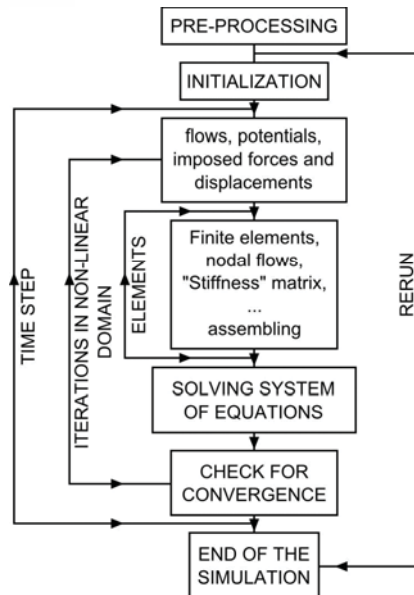 PRE-PROCESSING
INITIALIZATION
flows, potentials,
imposed forces and
displacements
Finite elements,
nodal flows,
"Stiffness" matrix,
...
assembling
SOLVING SYSTEM
OF EQUATIONS
CHECK FOR
CONVERGENCE
END OF THE
SIMULATION
TIME STEP
ITERATIONS IN NON-LINEAR
DOMAIN
ELEMENTS
RERUN